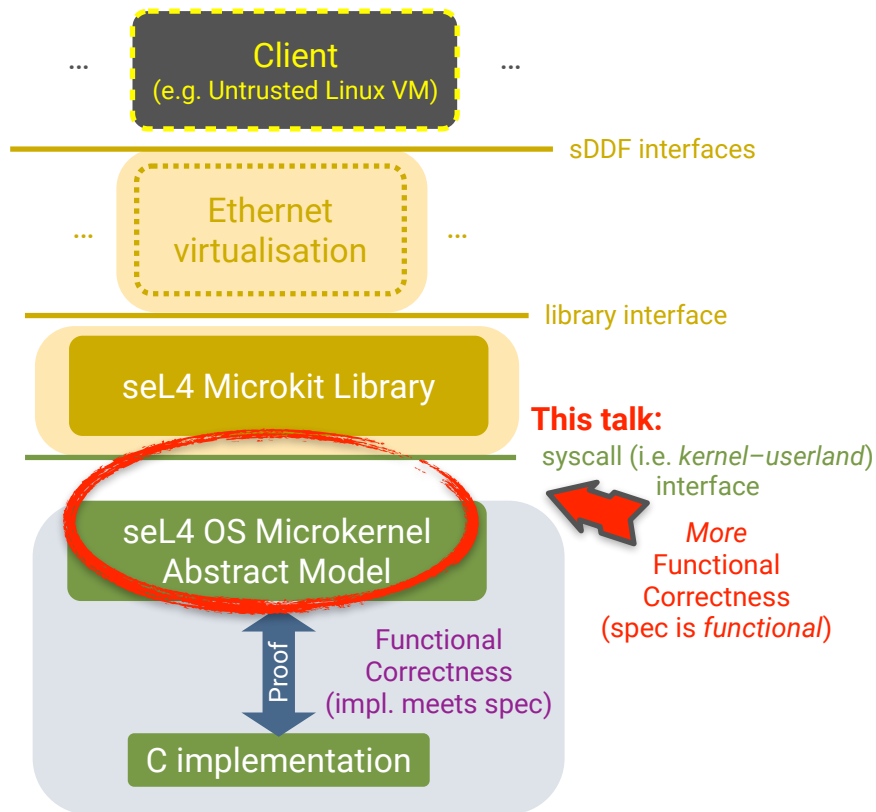 ... Client ...
(e.g. Untrusted Linux VM)
sDDF interfaces
Ethernet
... virtualisation ...
library interface
seL4 Microkit Library
This talk:
syscall (i.e. kernel–userland)
interface
seL4 OS Microkernel
Abstract Model
More
Functional
Correctness
(spec is functional)
Proof
Functional
Correctness
(impl. meets spec)
C implementation